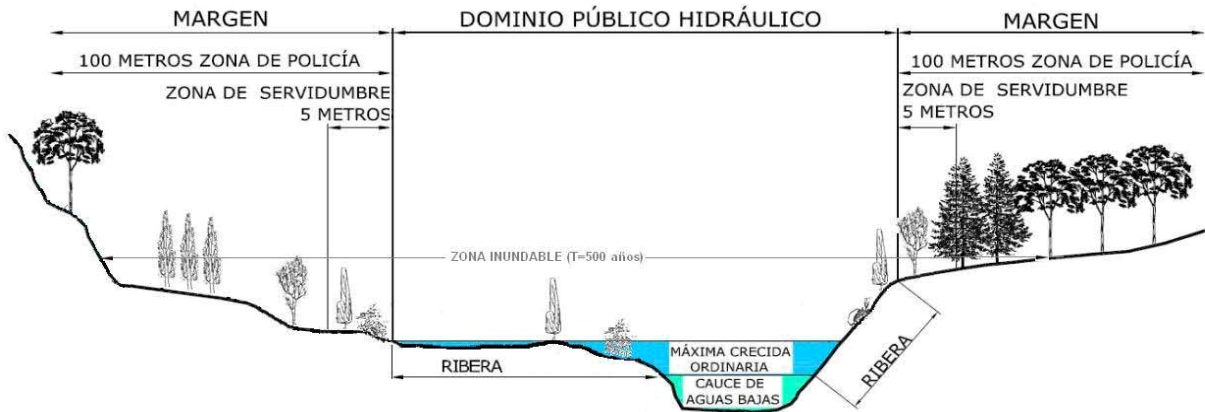 MARGEN
DOMINIO PÚBLICO HIDRÁULICO
MARGEN
100 METROS ZONA DE POLICÍA
100 METROS ZONA DE POLICÍA
ZONA DE SERVIDUMBRE
5 METROS
ZONA DE SERVIDUMBRE
5 METROS
ZONA INUNDABLE (T=500 años)
RIBERA
MÁXIMA CRECIDA
ORDINARIA
CAUCE DE
AGUAS BAJAS
RIBERA